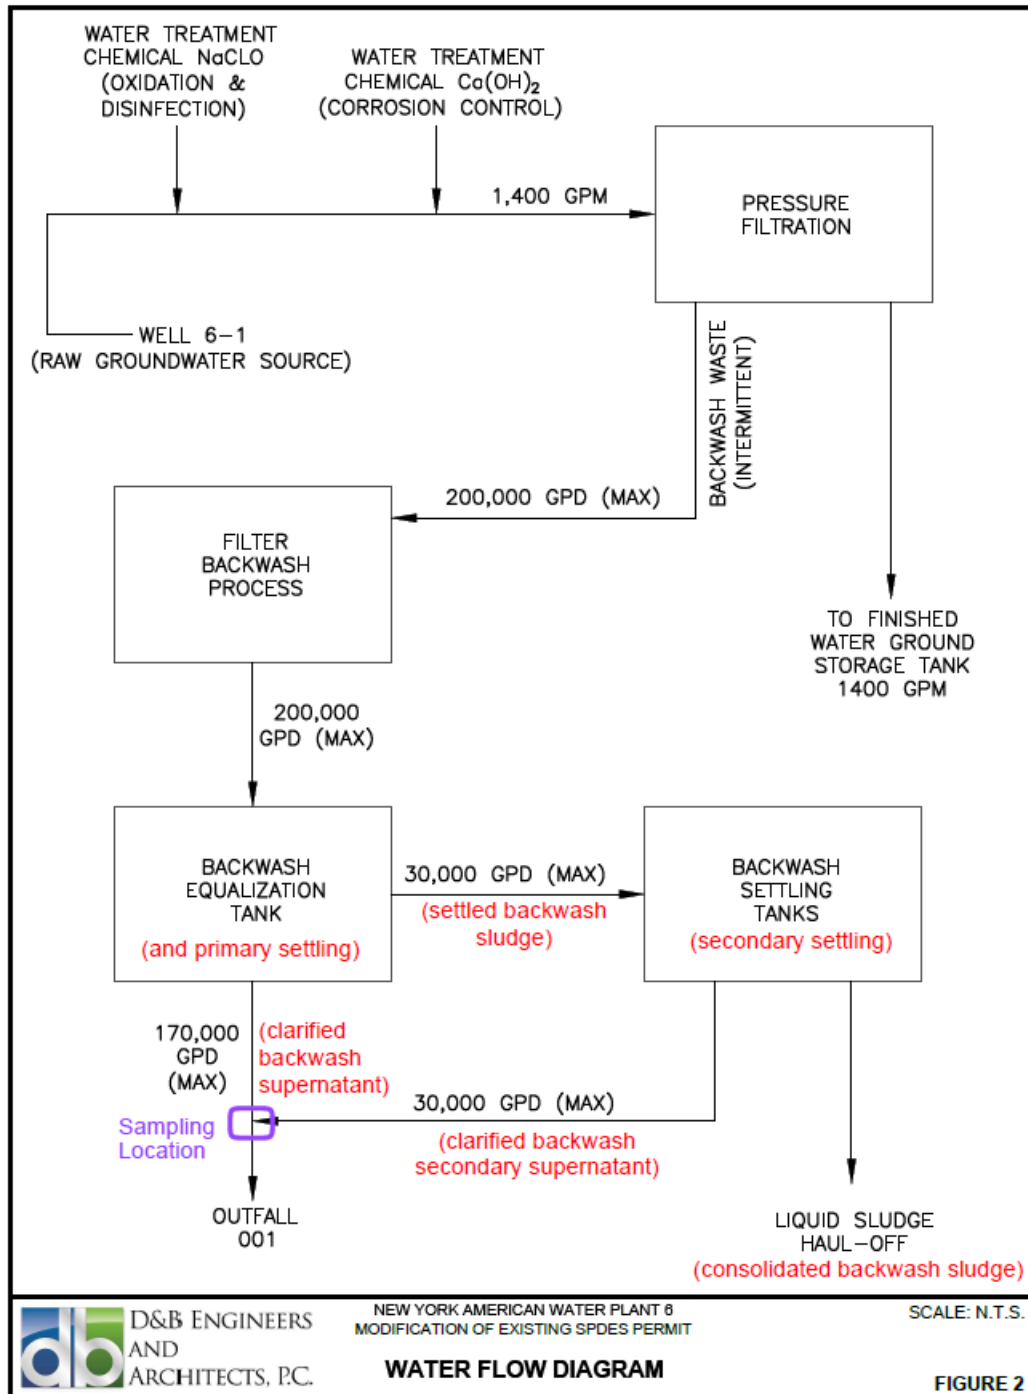 WATER TREATMENT
CHEMICAL NaCLO
(OXIDATION &
DISINFECTION)
WATER TREATMENT
CHEMICAL Ca(OH)₂
(CORROSION CONTROL)
1,400 GPM
PRESSURE
FILTRATION
WELL 6-1
(RAW GROUNDWATER SOURCE)
BACKWASH WASTE
(INTERMITTENT)
200,000 GPD (MAX)
FILTER
BACKWASH
PROCESS
TO FINISHED
WATER GROUND
STORAGE TANK
1400 GPM
200,000
GPD (MAX)
BACKWASH
EQUALIZATION
TANK
(and primary settling)
30,000 GPD (MAX)
(settled backwash
sludge)
BACKWASH
SETTLING
TANKS
(secondary settling)
170,000
GPD
(MAX)
(clarified
backwash
supernatant)
30,000 GPD (MAX)
(clarified backwash
secondary supernatant)
Sampling
Location
OUTFALL
001
LIQUID SLUDGE
HAUL-OFF
(consolidated backwash sludge)
db
D&B ENGINEERS
AND
ARCHITECTS, P.C.
NEW YORK AMERICAN WATER PLANT 6
MODIFICATION OF EXISTING SPDES PERMIT
WATER FLOW DIAGRAM
SCALE: N.T.S.
FIGURE 2